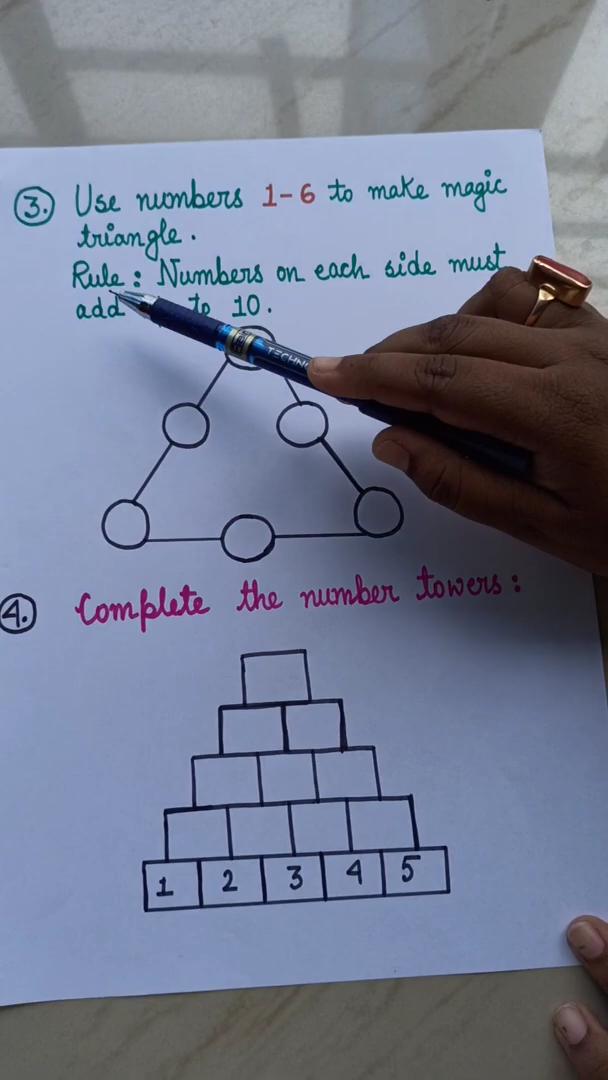 3. Use numbers 1-6 to make magic
triangle.
Rule: Numbers on each side must
add to 10.
TECHNO
4. Complete the number towers:
1 2 3 4 5